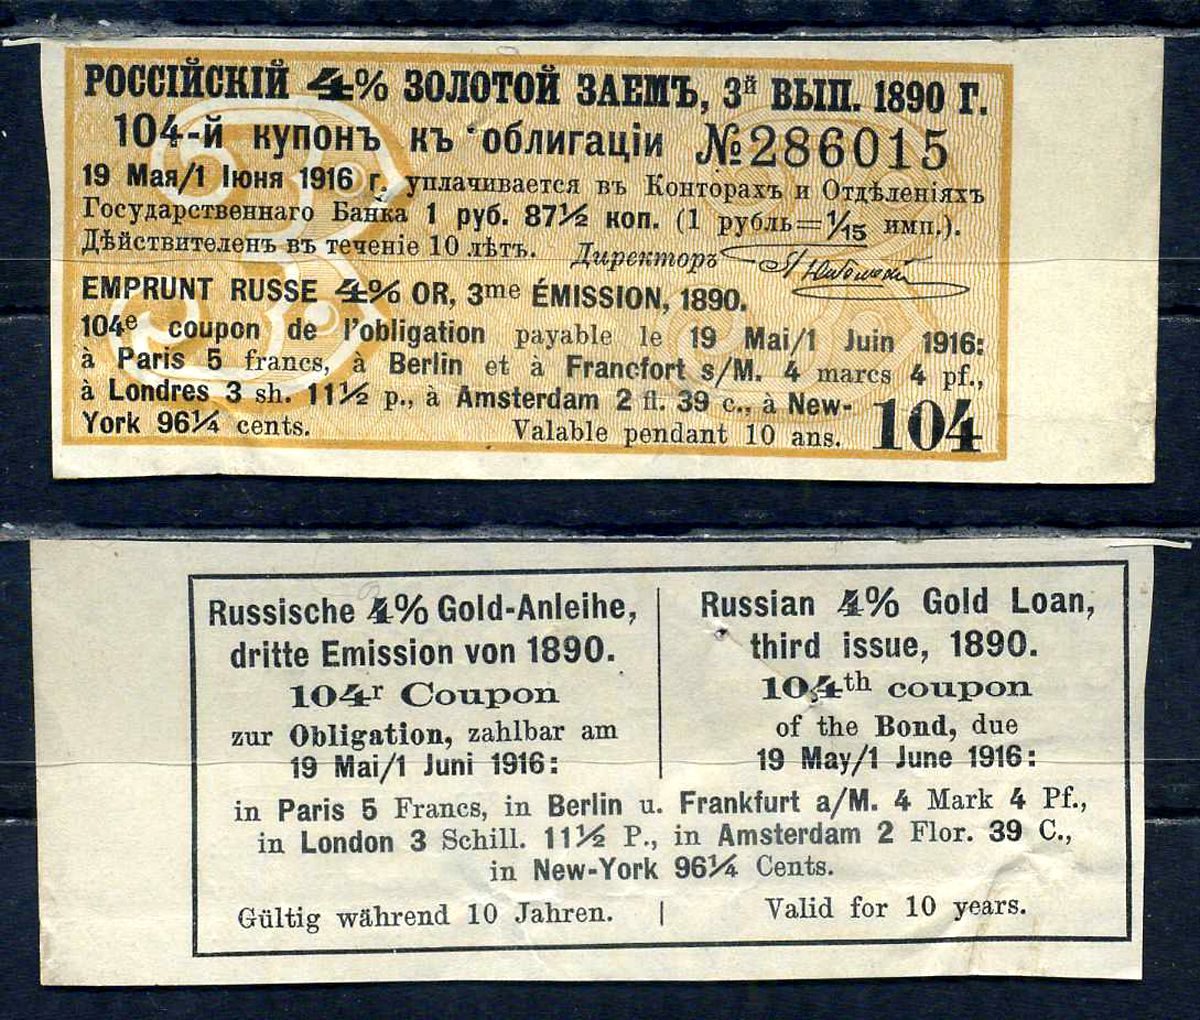 РОССІЙСКІЙ 4% ЗОЛОТОЙ ЗАЕМЪ, 3й ВЫП. 1890 Г.
104-й купонъ къ облигаціи №286015
19 Мая/1 Іюня 1916 г. уплачивается въ Конторахъ и Отдѣленіяхъ
Государственнаго Банка 1 руб. 87½ коп. (1 рубль=1/15 имп.).
Дѣйствителенъ въ теченіе 10 лѣтъ. Директоръ
EMPRUNT RUSSE 4% OR, 3me ÉMISSION, 1890.
104e coupon de l'obligation payable le 19 Mai/1 Juin 1916:
à Paris 5 francs, à Berlin et à Francfort s/M. 4 marcs 4 pf.,
à Londres 3 sh. 11½ p., à Amsterdam 2 fl. 39 c., à New-
York 96¼ cents. Valable pendant 10 ans. 104
Russische 4% Gold-Anleihe,
dritte Emission von 1890.
104r Coupon
zur Obligation, zahlbar am
19 Mai/1 Juni 1916:
Russian 4% Gold Loan,
third issue, 1890.
104th coupon
of the Bond, due
19 May/1 June 1916:
in Paris 5 Francs, in Berlin u. Frankfurt a/M. 4 Mark 4 Pf.,
in London 3 Schill. 11½ P., in Amsterdam 2 Flor. 39 C.,
in New-York 96¼ Cents.
Gültig während 10 Jahren. | Valid for 10 years.